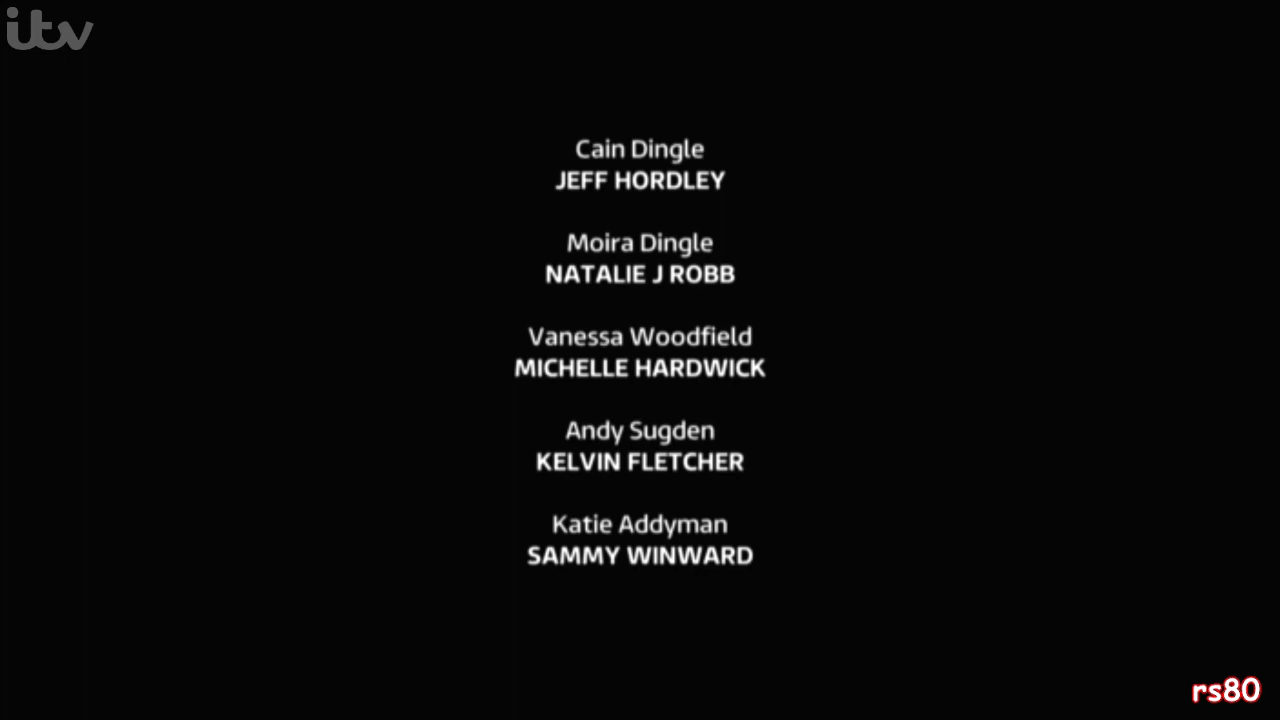 itv
Cain Dingle
JEFF HORDLEY
Moira Dingle
NATALIE J ROBB
Vanessa Woodfield
MICHELLE HARDWICK
Andy Sugden
KELVIN FLETCHER
Katie Addyman
SAMMY WINWARD
rs80